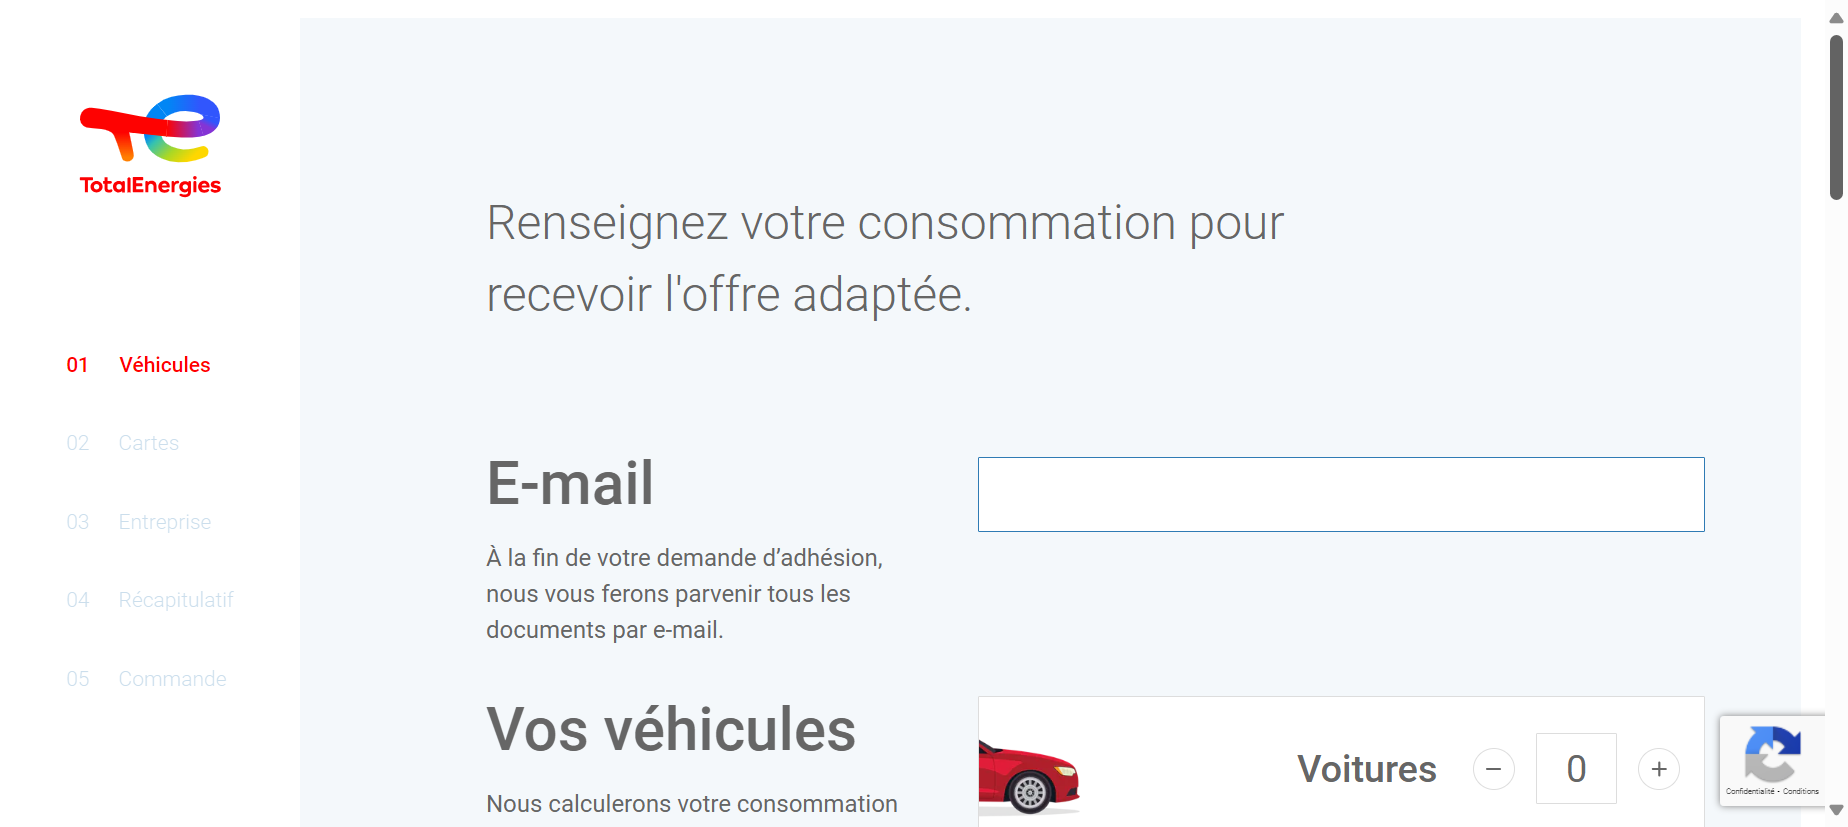 TotalEnergies
01 Véhicules
02 Cartes
03 Entreprise
04 Récapitulatif
05 Commande
Renseignez votre consommation pour
recevoir l'offre adaptée.
E-mail
À la fin de votre demande d’adhésion,
nous vous ferons parvenir tous les
documents par e-mail.
Vos véhicules
Nous calculerons votre consommation
Voitures − 0 +
Confidentialité - Conditions